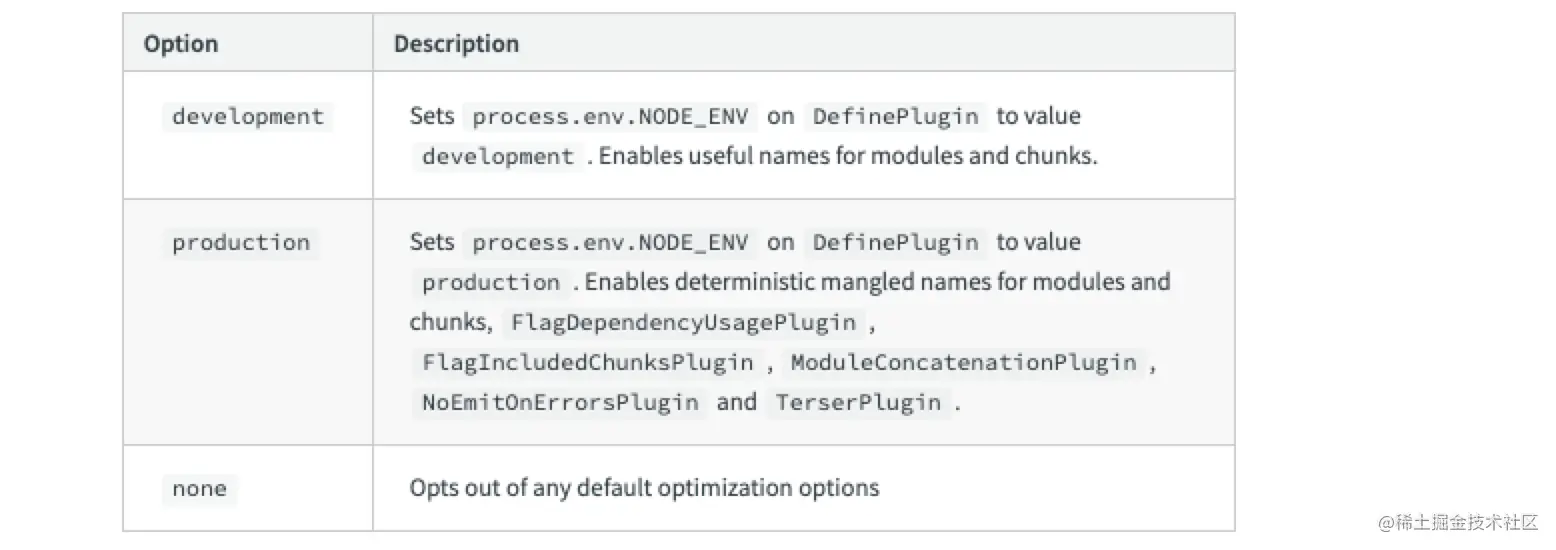 Option Description
development Sets process.env.NODE_ENV on DefinePlugin to value
development . Enables useful names for modules and chunks.
production Sets process.env.NODE_ENV on DefinePlugin to value
production . Enables deterministic mangled names for modules and
chunks, FlagDependencyUsagePlugin ,
FlagIncludedChunksPlugin , ModuleConcatenationPlugin ,
NoEmitOnErrorsPlugin and TerserPlugin .
none Opts out of any default optimization options
@稀土掘金技术社区